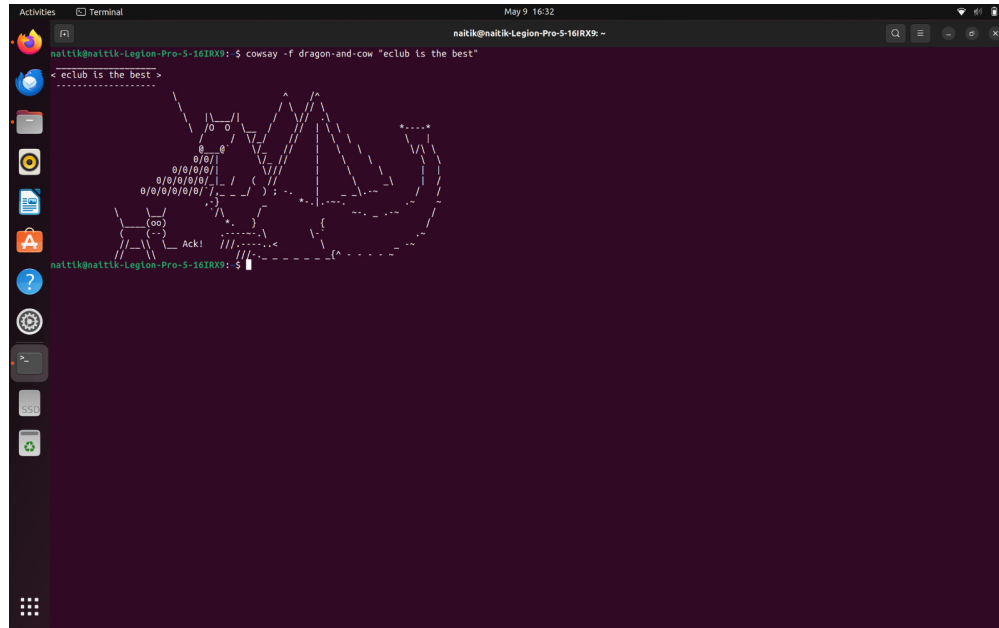 Activities Terminal May 9 16:32
naitik@naitik-Legion-Pro-5-16IRX9: ~
naitik@naitik-Legion-Pro-5-16IRX9:~$ cowsay -f dragon-and-cow "eclub is the best"
< eclub is the best >
Ack!
naitik@naitik-Legion-Pro-5-16IRX9:~$
SSD